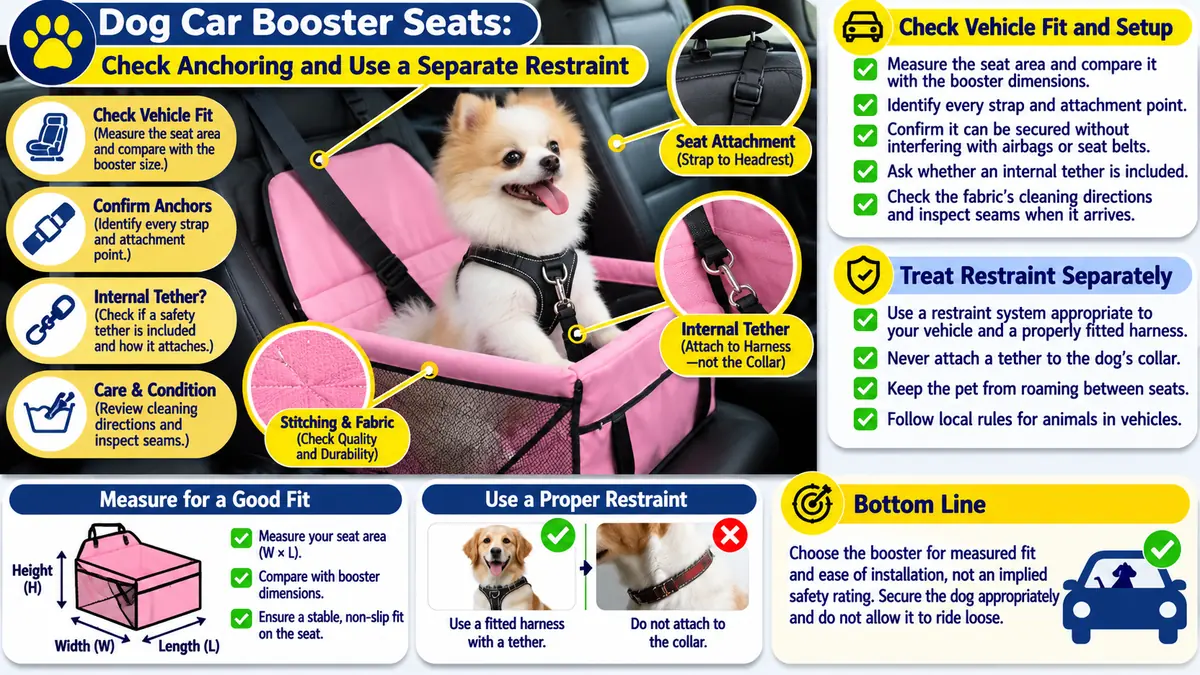 Dog Car Booster Seats:
Check Anchoring and Use a Separate Restraint
Check Vehicle Fit
(Measure the seat area
and compare with the
booster size.)
Confirm Anchors
(Identify every strap
and attachment
point.)
Internal Tether?
(Check if a safety
tether is included
and how it attaches.)
Care & Condition
(Review cleaning
directions and
inspect seams.)
Seat Attachment
(Strap to Headrest)
Internal Tether
(Attach to Harness
—not the Collar)
Stitching & Fabric
(Check Quality
and Durability)
Check Vehicle Fit and Setup
Measure the seat area and compare it
with the booster dimensions.
Identify every strap and attachment point.
Confirm it can be secured without
interfering with airbags or seat belts.
Ask whether an internal tether is included.
Check the fabric's cleaning directions
and inspect seams when it arrives.
Treat Restraint Separately
Use a restraint system appropriate to
your vehicle and a properly fitted harness.
Never attach a tether to the dog's collar.
Keep the pet from roaming between seats.
Follow local rules for animals in vehicles.
Measure for a Good Fit
Height
(H)
Width (W)
Length (L)
Measure your seat area
(W × L).
Compare with booster
dimensions.
Ensure a stable, non-slip fit
on the seat.
Use a Proper Restraint
Use a fitted harness
with a tether.
Do not attach to
the collar.
Bottom Line
Choose the booster for measured fit
and ease of installation, not an implied
safety rating. Secure the dog appropriately
and do not allow it to ride loose.